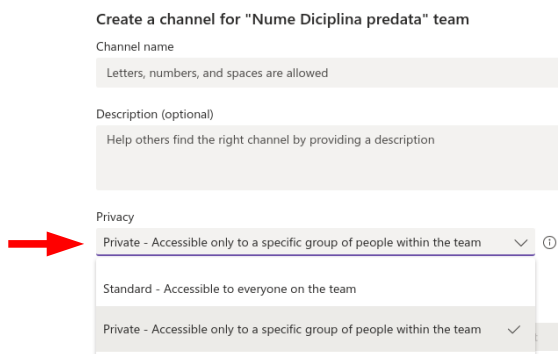 Create a channel for "Nume Diciplina predata" team
Channel name
Letters, numbers, and spaces are allowed
Description (optional)
Help others find the right channel by providing a description
Privacy
Private - Accessible only to a specific group of people within the team
Standard - Accessible to everyone on the team
Private - Accessible only to a specific group of people within the team